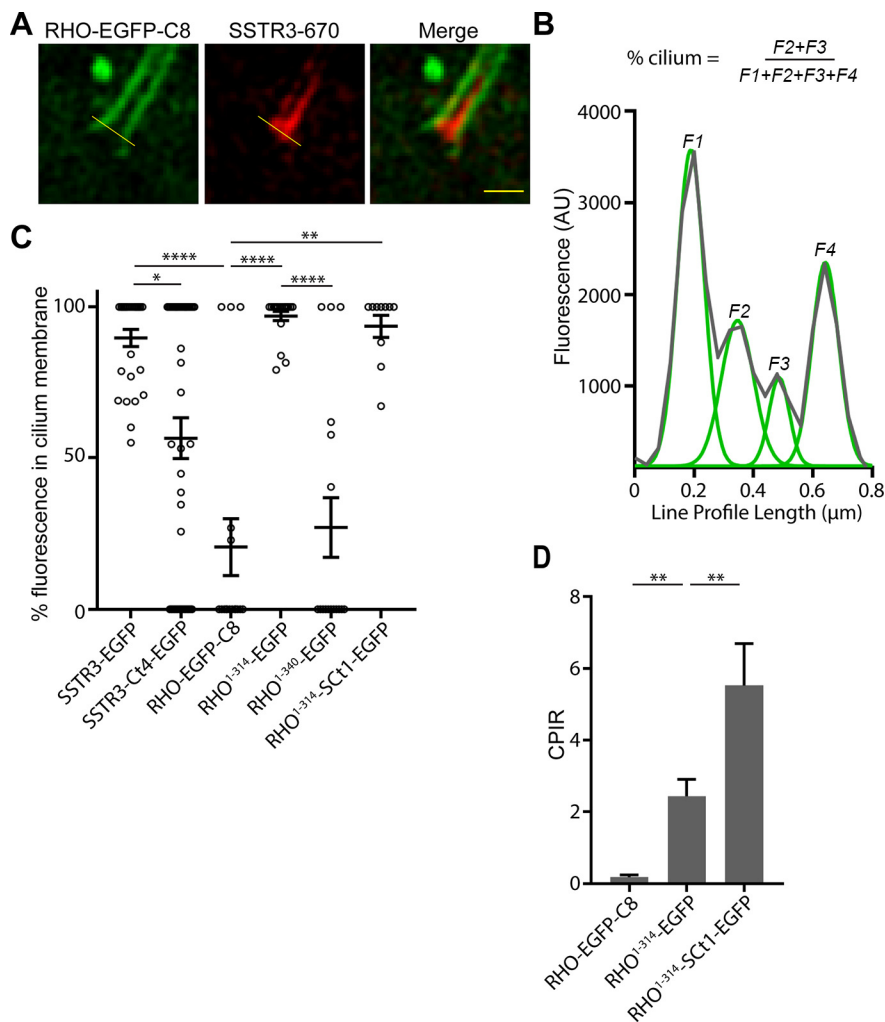 A
RHO-EGFP-C8
SSTR3-670
Merge
B
% cilium =
F2+F3
F1+F2+F3+F4
4000
3000
2000
1000
Fluorescence (AU)
F1
F2
F3
F4
0
0.2
0.4
0.6
0.8
Line Profile Length (µm)
C
**
****
****
*
****
100
50
0
% fluorescence in cilium membrane
SSTR3-EGFP
SSTR3-Ct4-EGFP
RHO-EGFP-C8
RHO1-314-EGFP
RHO1-340-EGFP
RHO1-314-SCt1-EGFP
D
**
**
8
6
4
2
0
CPIR
RHO-EGFP-C8
RHO1-314-EGFP
RHO1-314-SCt1-EGFP